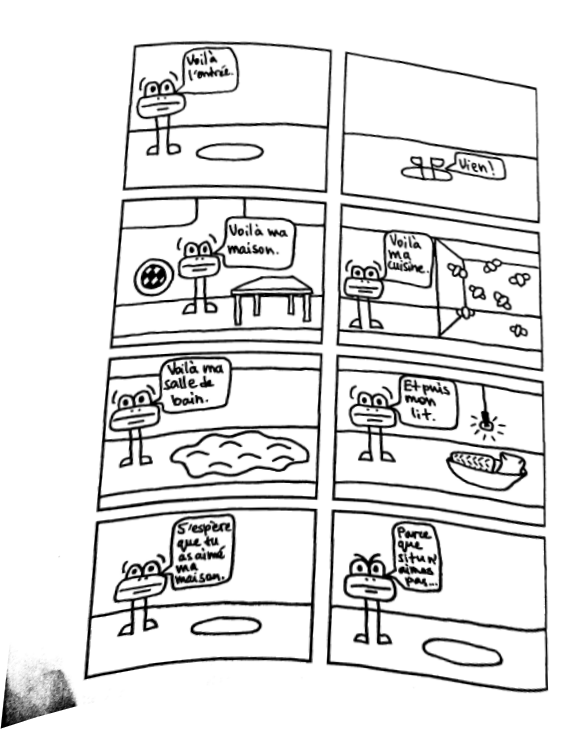 Voilà
l'entrée.
Vien!
Voilà ma
maison.
Voilà
ma
cuisine.
Voilà ma
salle de
bain.
Et puis
mon
lit.
S'espère
que tu
as aimé
ma
maison.
Parce
que
si tu n'
aimes
pas...